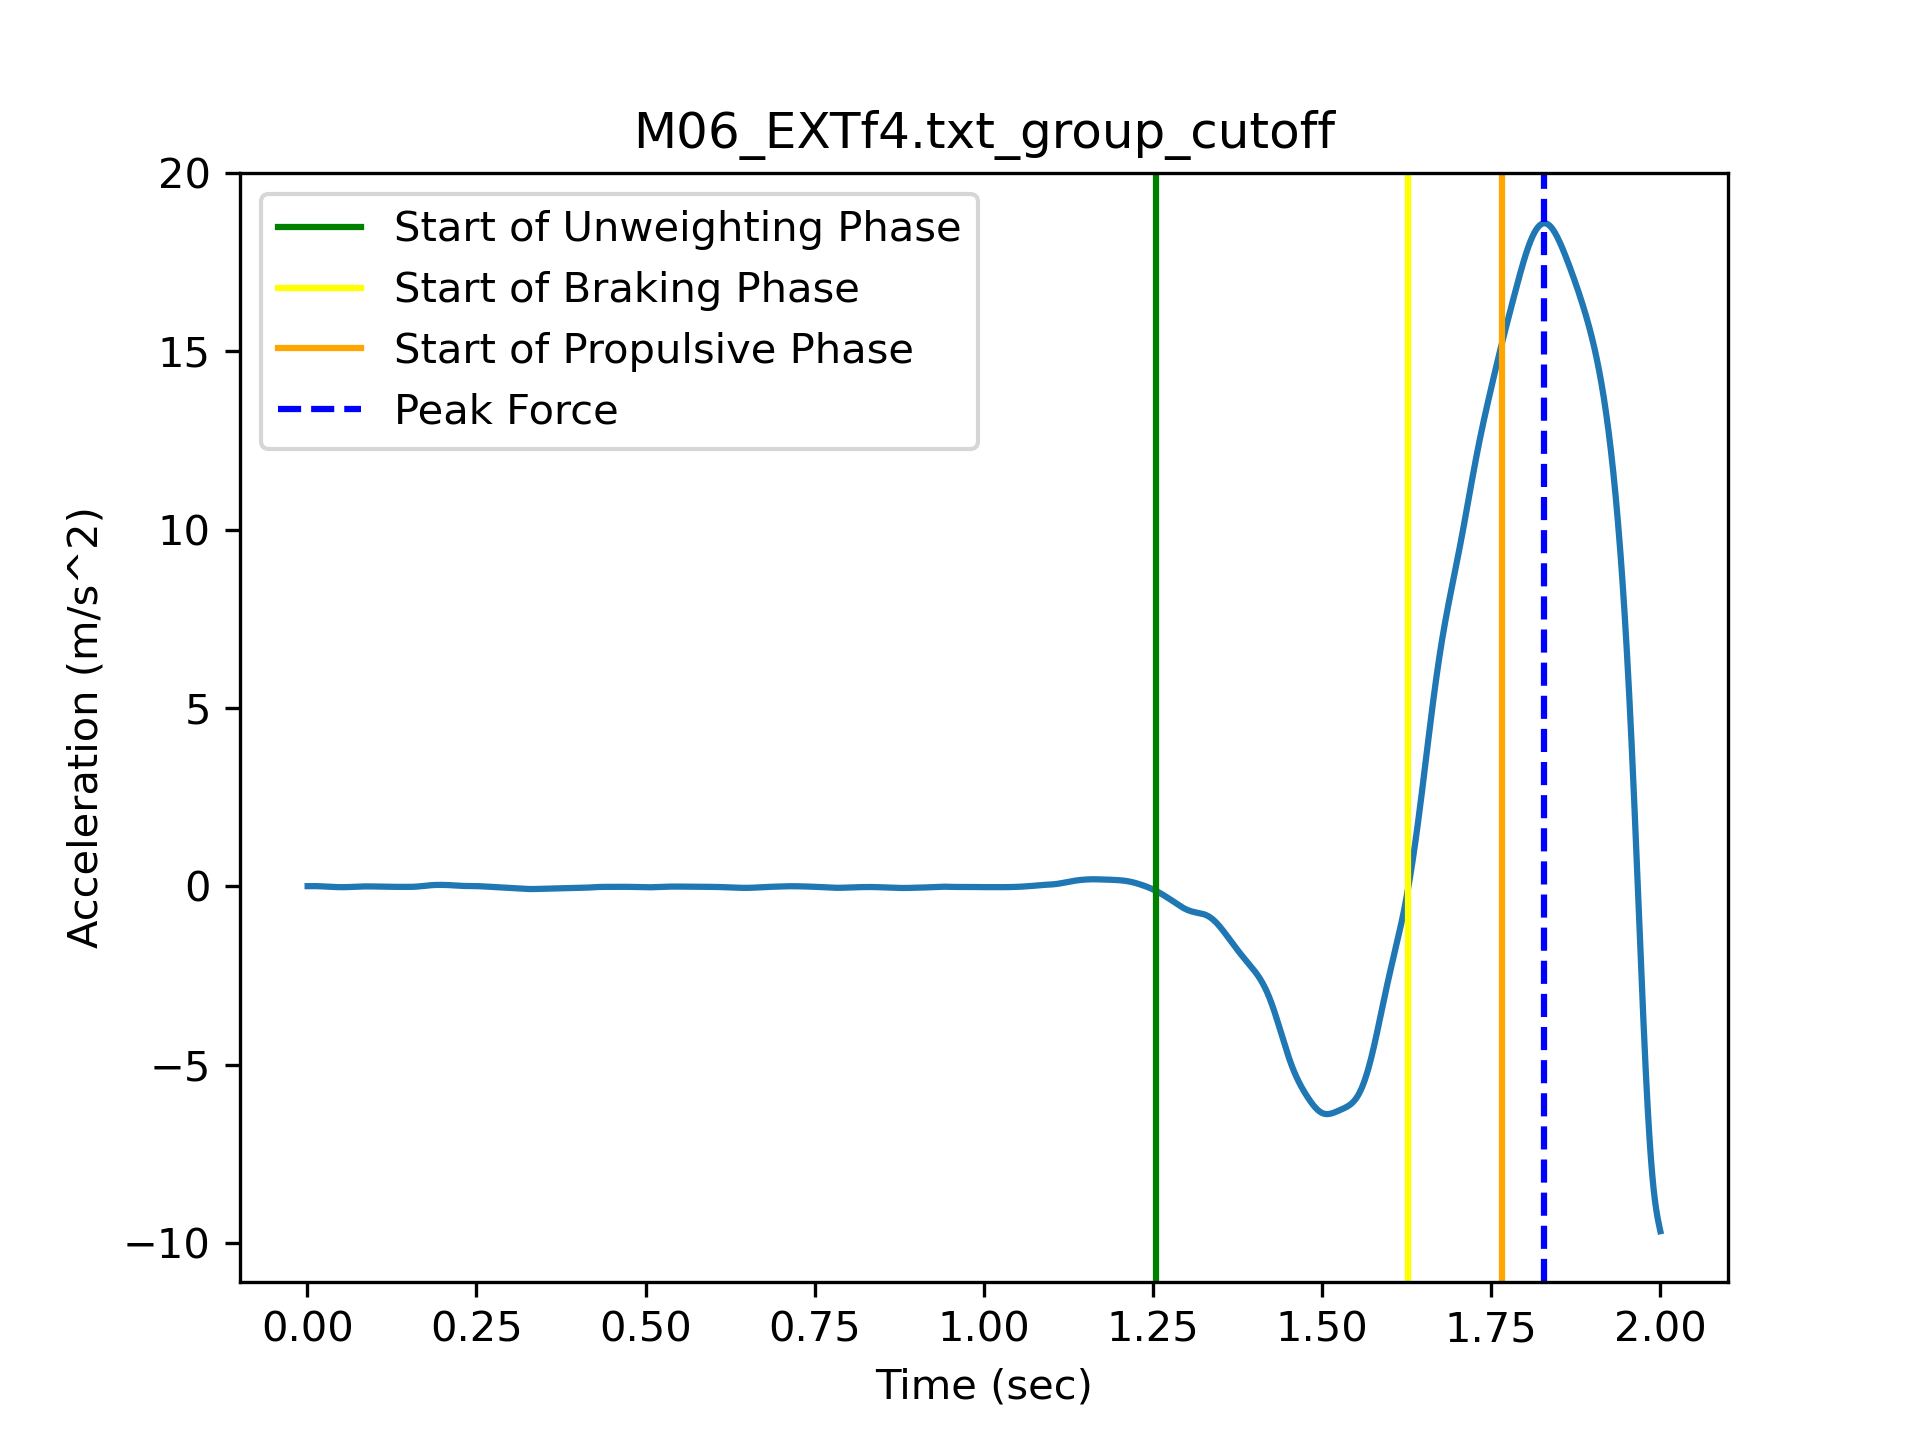 M06_EXTf4.txt_group_cutoff
20
15
10
5
0
−5
−10
Acceleration (m/s^2)
Start of Unweighting Phase
Start of Braking Phase
Start of Propulsive Phase
Peak Force
0.00 0.25 0.50 0.75 1.00 1.25 1.50 1.75 2.00
Time (sec)